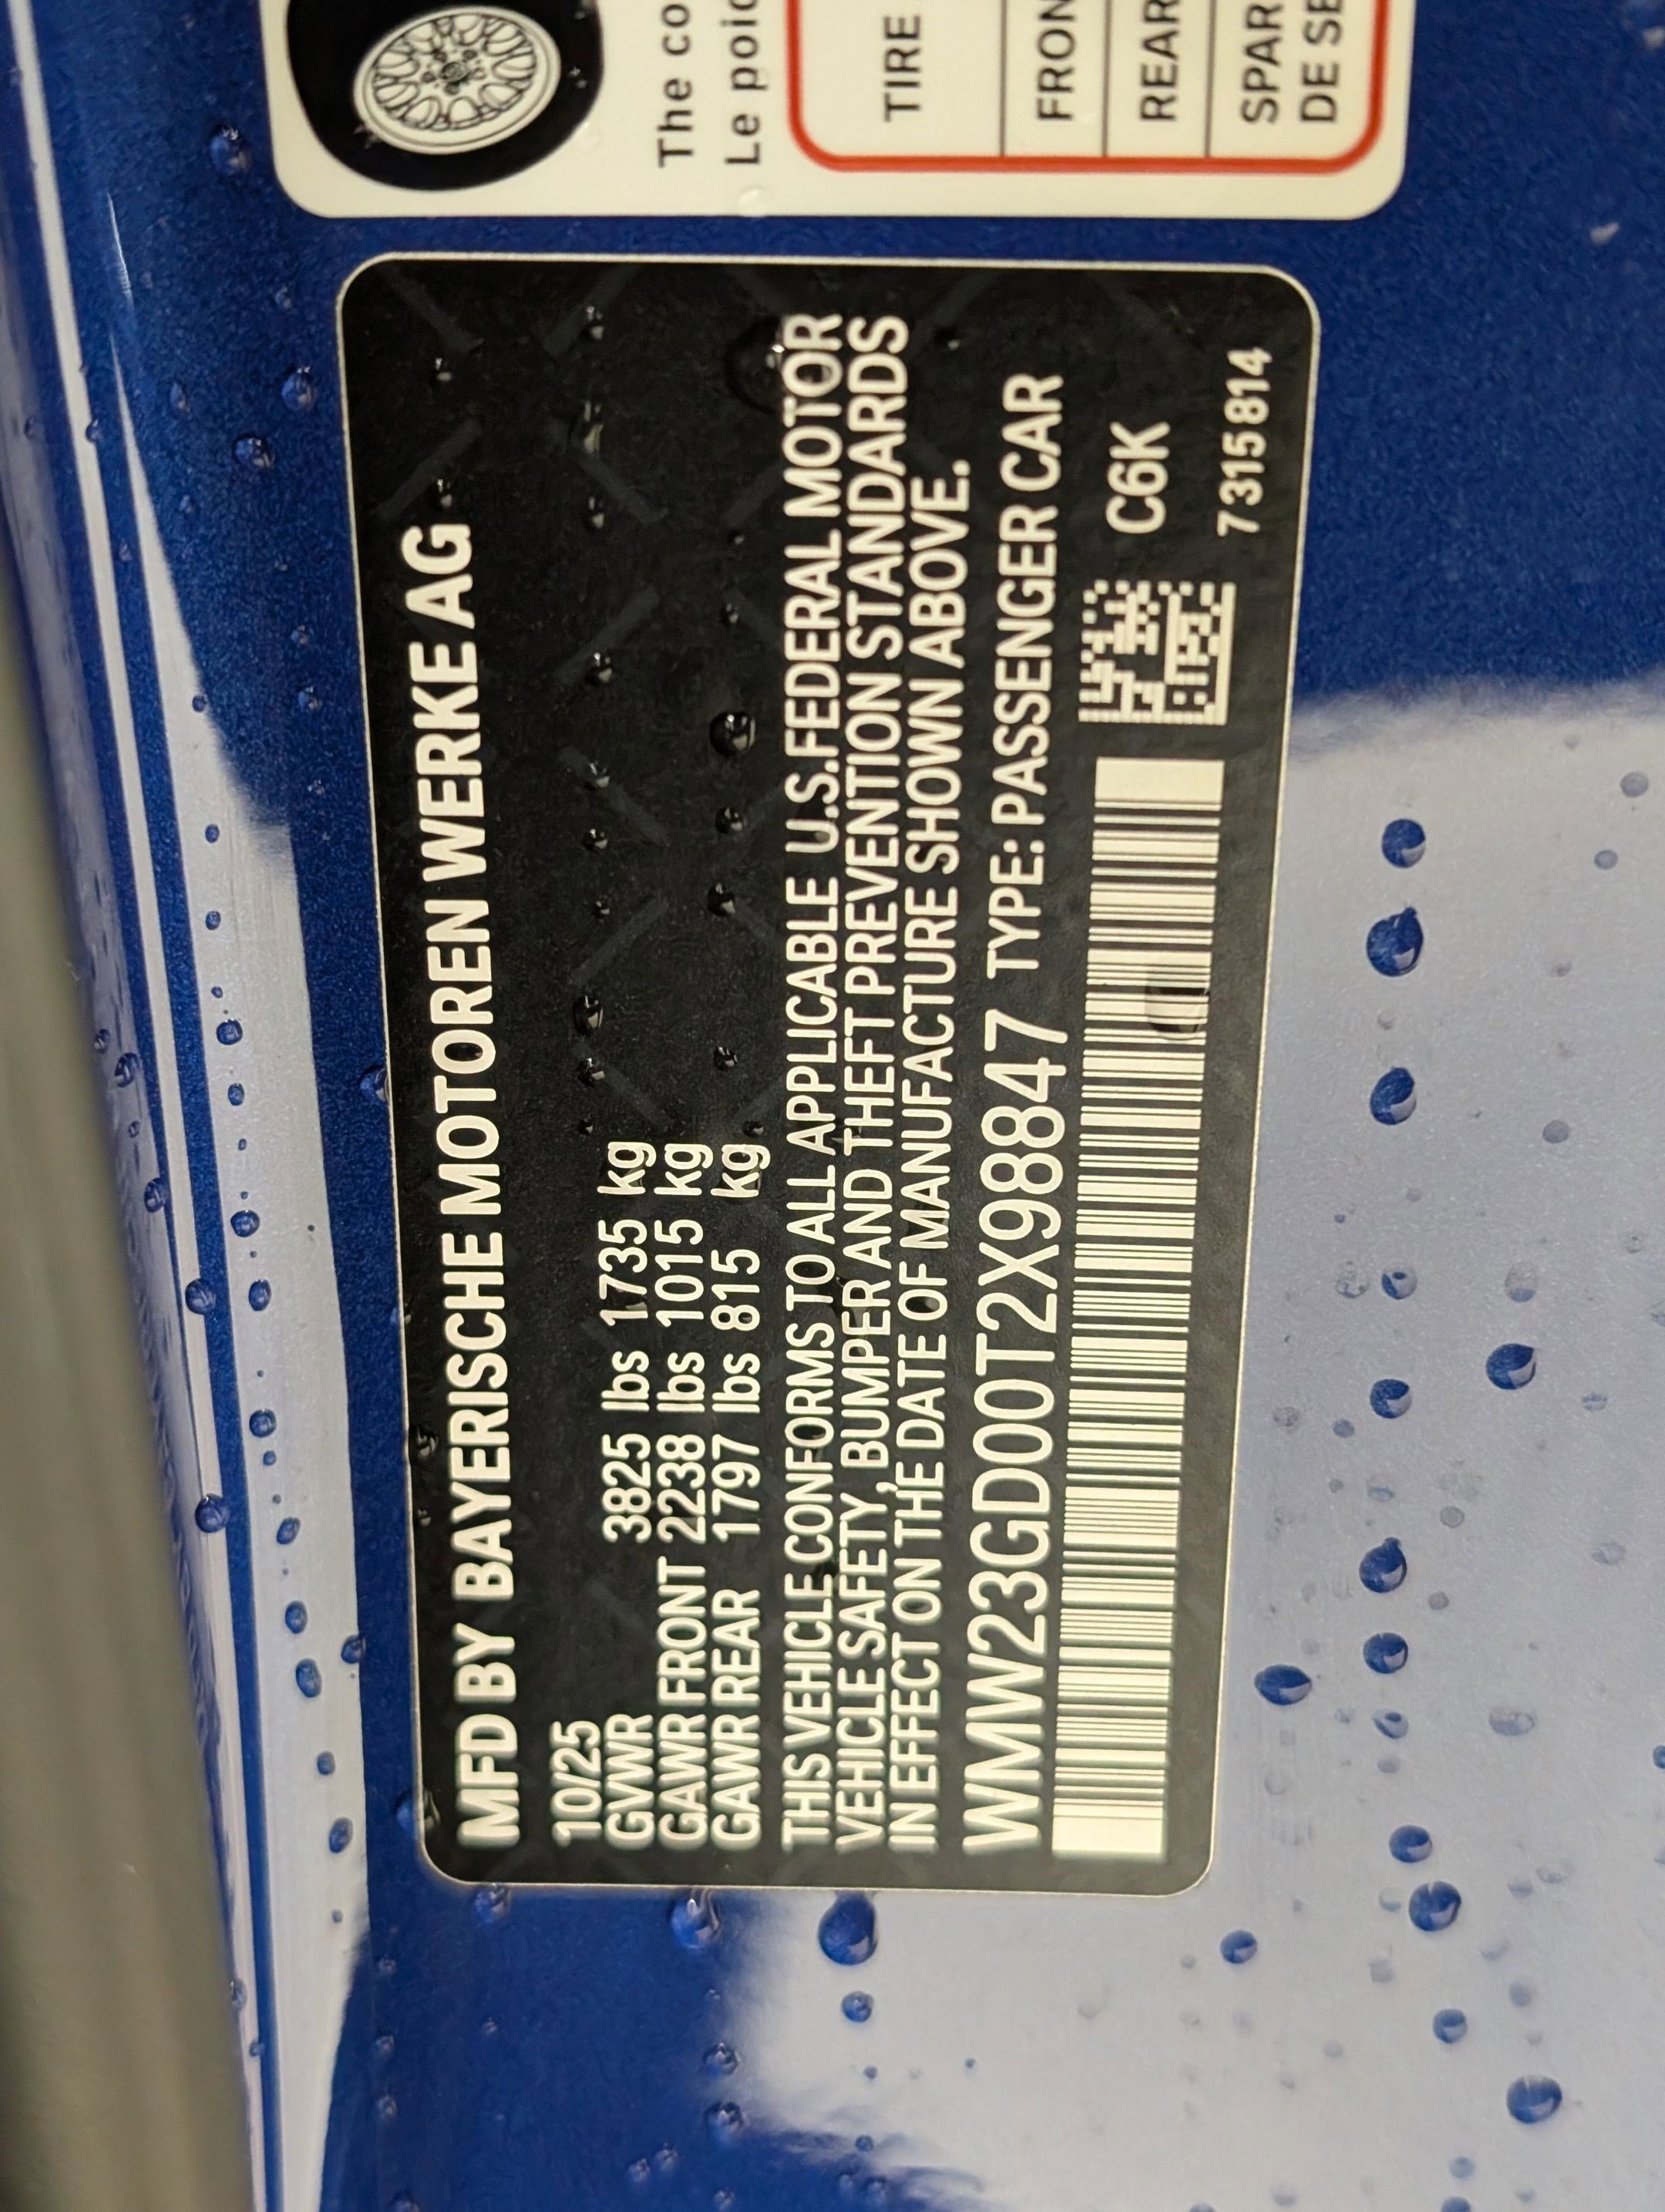 MFD BY BAYERISCHE MOTOREN WERKE AG
10/25
GVWR 3825 lbs 1735 kg
GAWR FRONT 2238 lbs 1015 kg
GAWR REAR 1797 lbs 815 kg
THIS VEHICLE CONFORMS TO ALL APPLICABLE U.S.FEDERAL MOTOR
VEHICLE SAFETY, BUMPER AND THEFT PREVENTION STANDARDS
IN EFFECT ON THE DATE OF MANUFACTURE SHOWN ABOVE.
WMW23GD00T2X98847 TYPE: PASSENGER CAR
C6K
7315814
The co
Le poid
TIRE
FRON
REAR
SPAR
DE SE